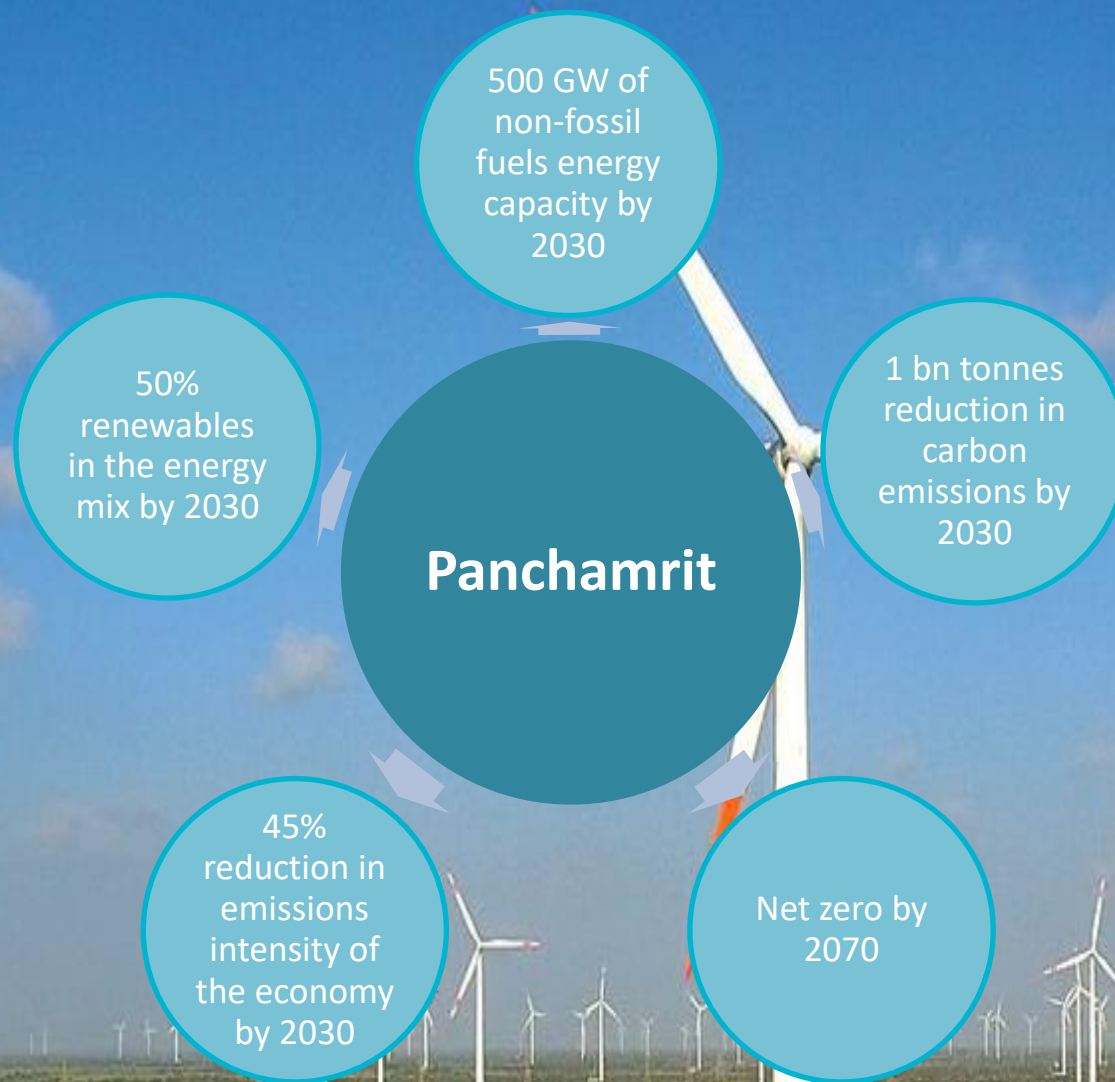 500 GW of
non-fossil
fuels energy
capacity by
2030
1 bn tonnes
reduction in
carbon
emissions by
2030
50%
renewables
in the energy
mix by 2030
Panchamrit
45%
reduction in
emissions
intensity of
the economy
by 2030
Net zero by
2070